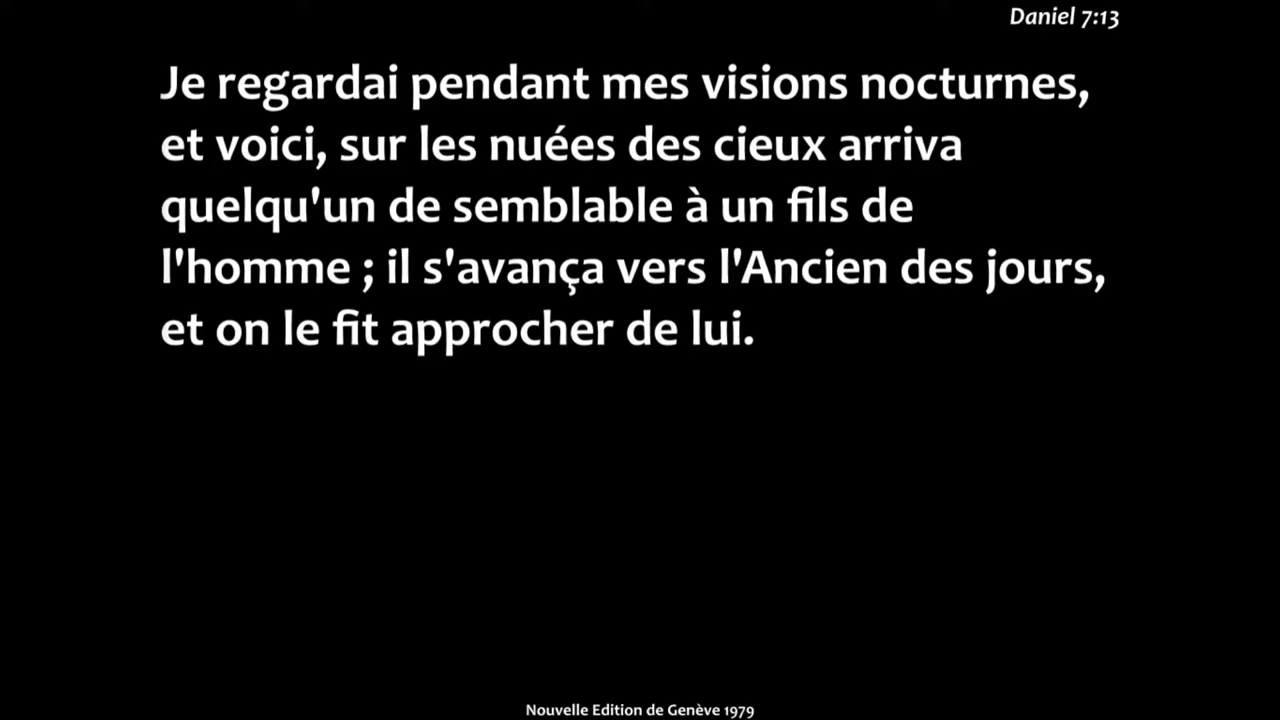 Daniel 7:13
Je regardai pendant mes visions nocturnes,
et voici, sur les nuées des cieux arriva
quelqu'un de semblable à un fils de
l'homme ; il s'avança vers l'Ancien des jours,
et on le fit approcher de lui.
Nouvelle Edition de Genève 1979